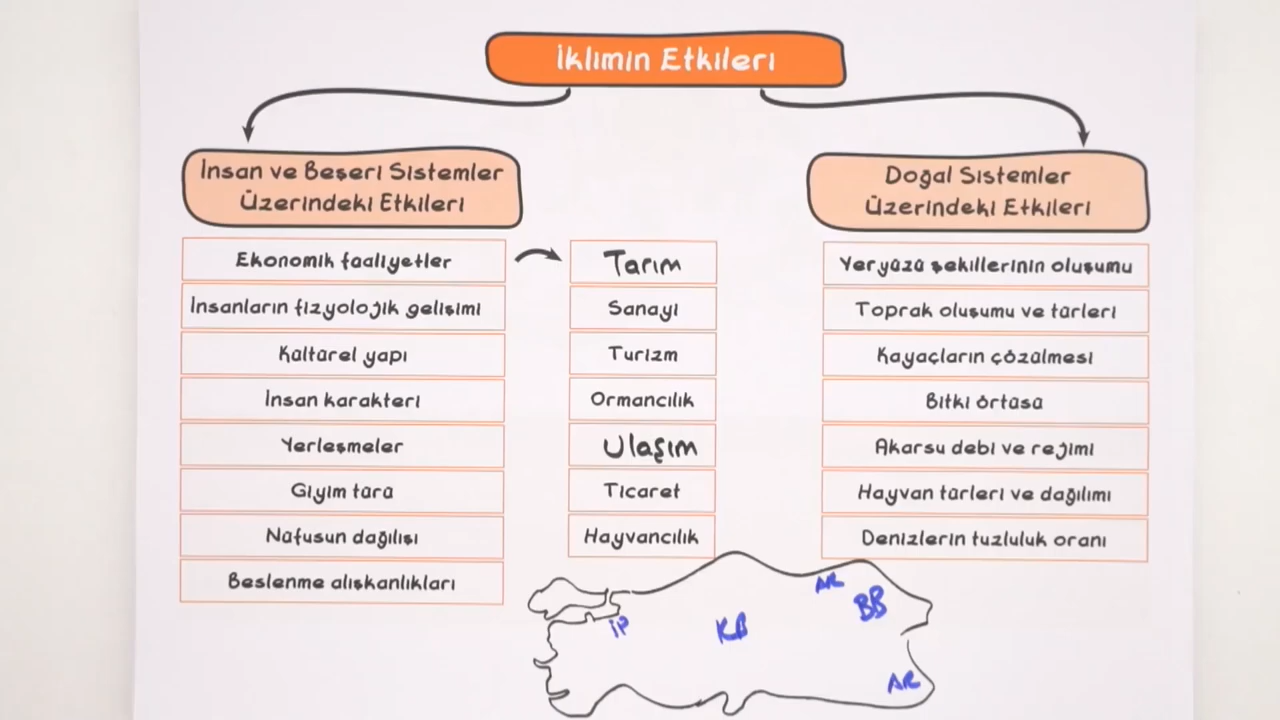 İklimin Etkileri
İnsan ve Beşeri Sistemler
Üzerindeki Etkileri
Ekonomik faaliyetler
İnsanların fizyolojik gelişimi
Kültürel yapı
İnsan karakteri
Yerleşmeler
Giyim türü
Nüfusun dağılışı
Beslenme alışkanlıkları
Tarım
Sanayi
Turizm
Ormancılık
Ulaşım
Ticaret
Hayvancılık
Doğal Sistemler
Üzerindeki Etkileri
Yeryüzü şekillerinin oluşumu
Toprak oluşumu ve türleri
Kayaçların çözülmesi
Bitki örtüsü
Akarsu debi ve rejimi
Hayvan türleri ve dağılımı
Denizlerin tuzluluk oranı
AR
BB
İP
KB
AR